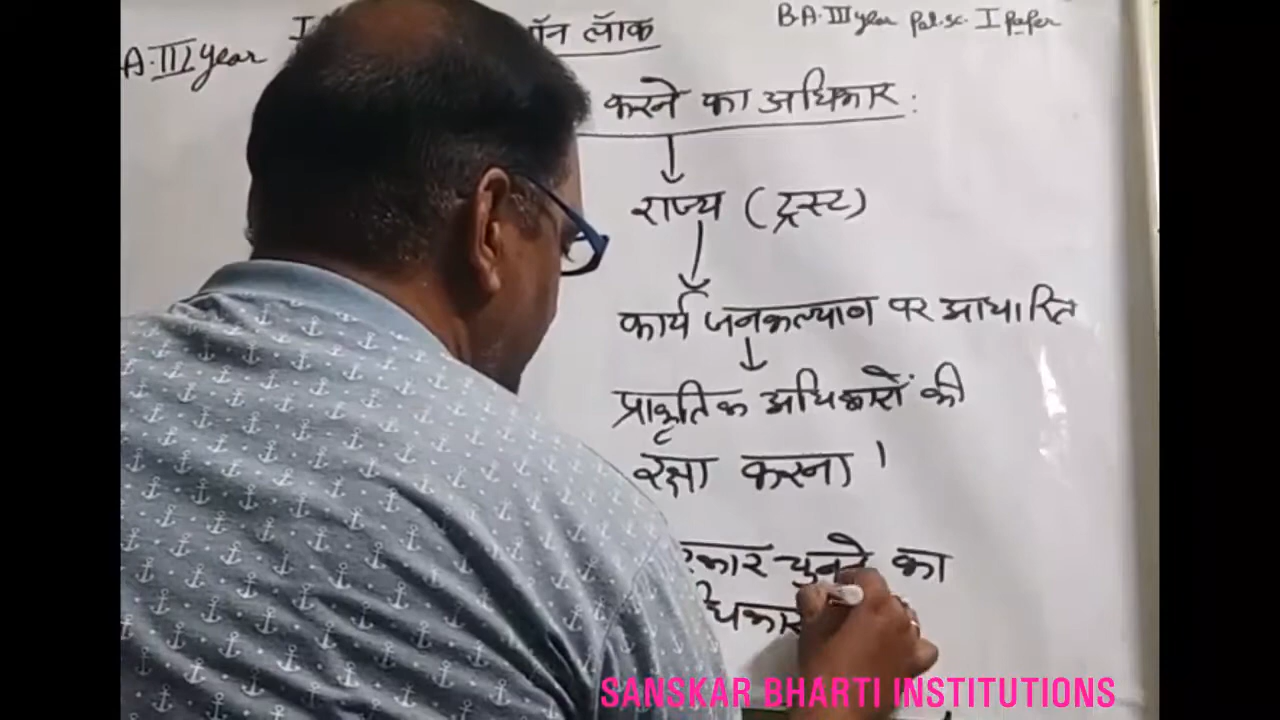 B.A. III year Pol.sc. I Paper
A. III year
जॉन लॉक
करने का अधिकार :
राज्य (ट्रस्ट)
कार्य जनकल्याण पर आधारित
प्राकृतिक अधिकारों की
रक्षा करना।
चुनने का
SANSKAR BHARTI INSTITUTIONS